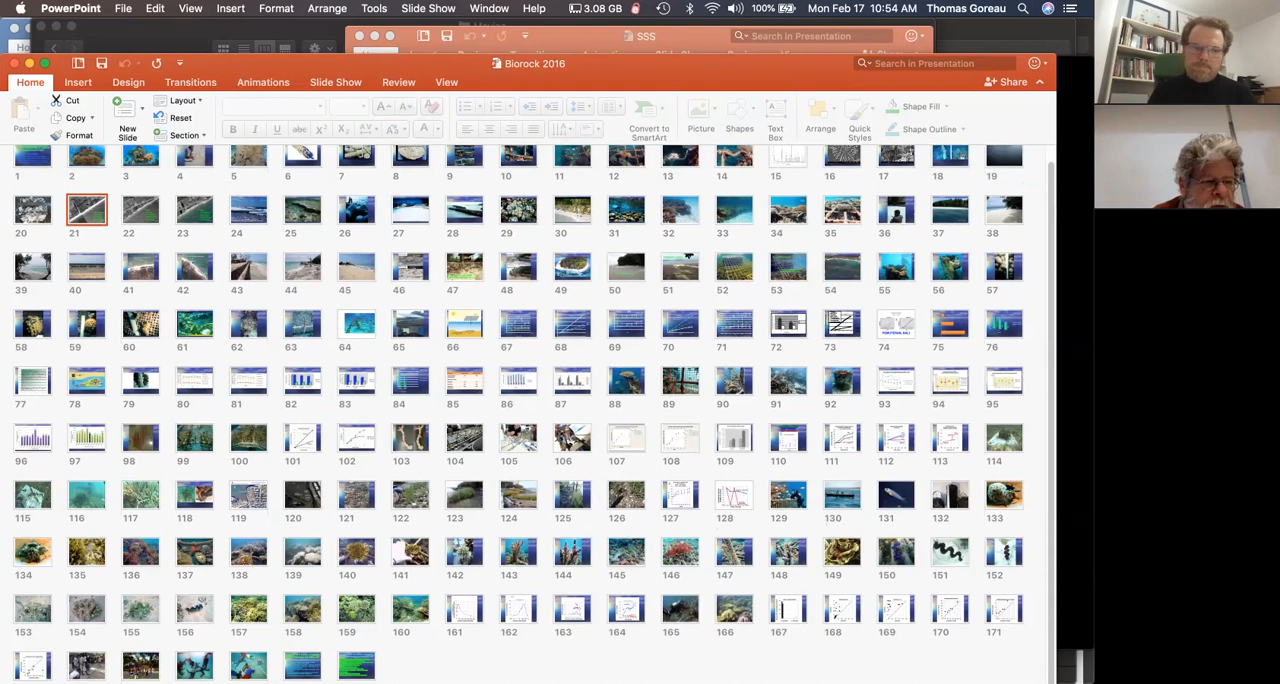 PowerPoint File Edit View Insert Format Arrange Tools Slide Show Window Help 3.08 GB 100% Mon Feb 17 10:54 AM Thomas Goreau
SSS Search in Presentation
Biorock 2016 Search in Presentation
Home Insert Design Transitions Animations Slide Show Review View Share
Paste Cut Copy Format New Slide Layout Reset Section Convert to SmartArt Picture Shapes Text Box Arrange Quick Styles Shape Fill Shape Outline
1 2 3 4 5 6 7 8 9 10 11 12 13 14 15 16 17 18 19
20 21 22 23 24 25 26 27 28 29 30 31 32 33 34 35 36 37 38
39 40 41 42 43 44 45 46 47 48 49 50 51 52 53 54 55 56 57
58 59 60 61 62 63 64 65 66 67 68 69 70 71 72 73 74 75 76
77 78 79 80 81 82 83 84 85 86 87 88 89 90 91 92 93 94 95
96 97 98 99 100 101 102 103 104 105 106 107 108 109 110 111 112 113 114
115 116 117 118 119 120 121 122 123 124 125 126 127 128 129 130 131 132 133
134 135 136 137 138 139 140 141 142 143 144 145 146 147 148 149 150 151 152
153 154 155 156 157 158 159 160 161 162 163 164 165 166 167 168 169 170 171